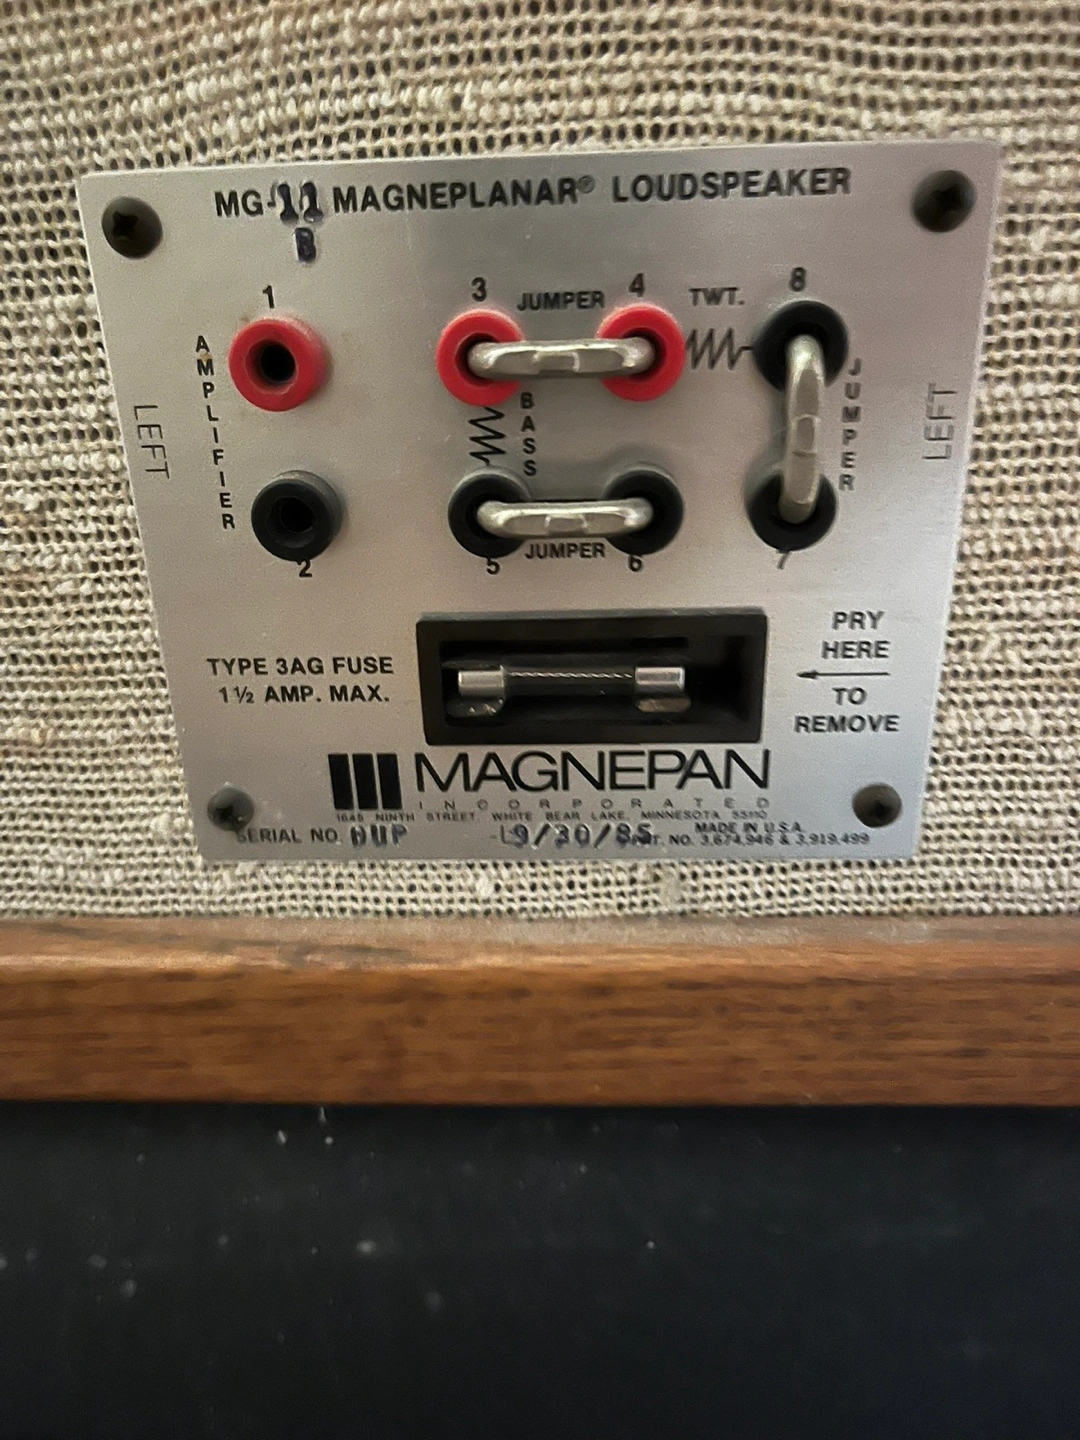 MG-11 MAGNEPLANAR® LOUDSPEAKER
B
1
3 JUMPER 4 TWT. 8
AMPLIFIER
BASS
JUMPER
LEFT
LEFT
2
5 JUMPER 6 7
TYPE 3AG FUSE
1½ AMP. MAX.
PRY
HERE
TO
REMOVE
MAGNEPAN
INCORPORATED
1645 NINTH STREET, WHITE BEAR LAKE, MINNESOTA 55110
MADE IN U.S.A.
SERIAL NO. 9/30/85 PAT. NO. 3,674,946 & 3,919,499